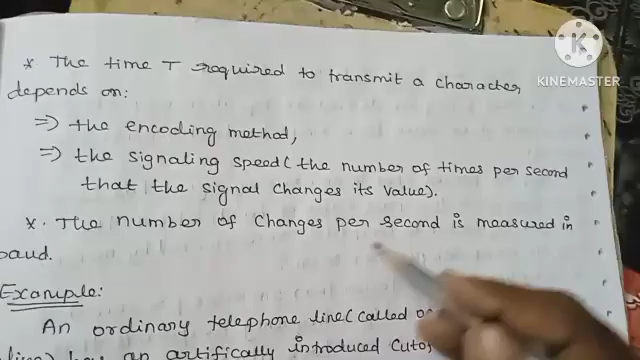 * The time T required to transmit a character
depends on:
⇒ the encoding method,
⇒ the signaling speed (the number of times per second
that the signal changes its value).
*. The number of changes per second is measured in
baud.
Example:
An ordinary telephone line (called
an artifically introduced
KINEMASTER